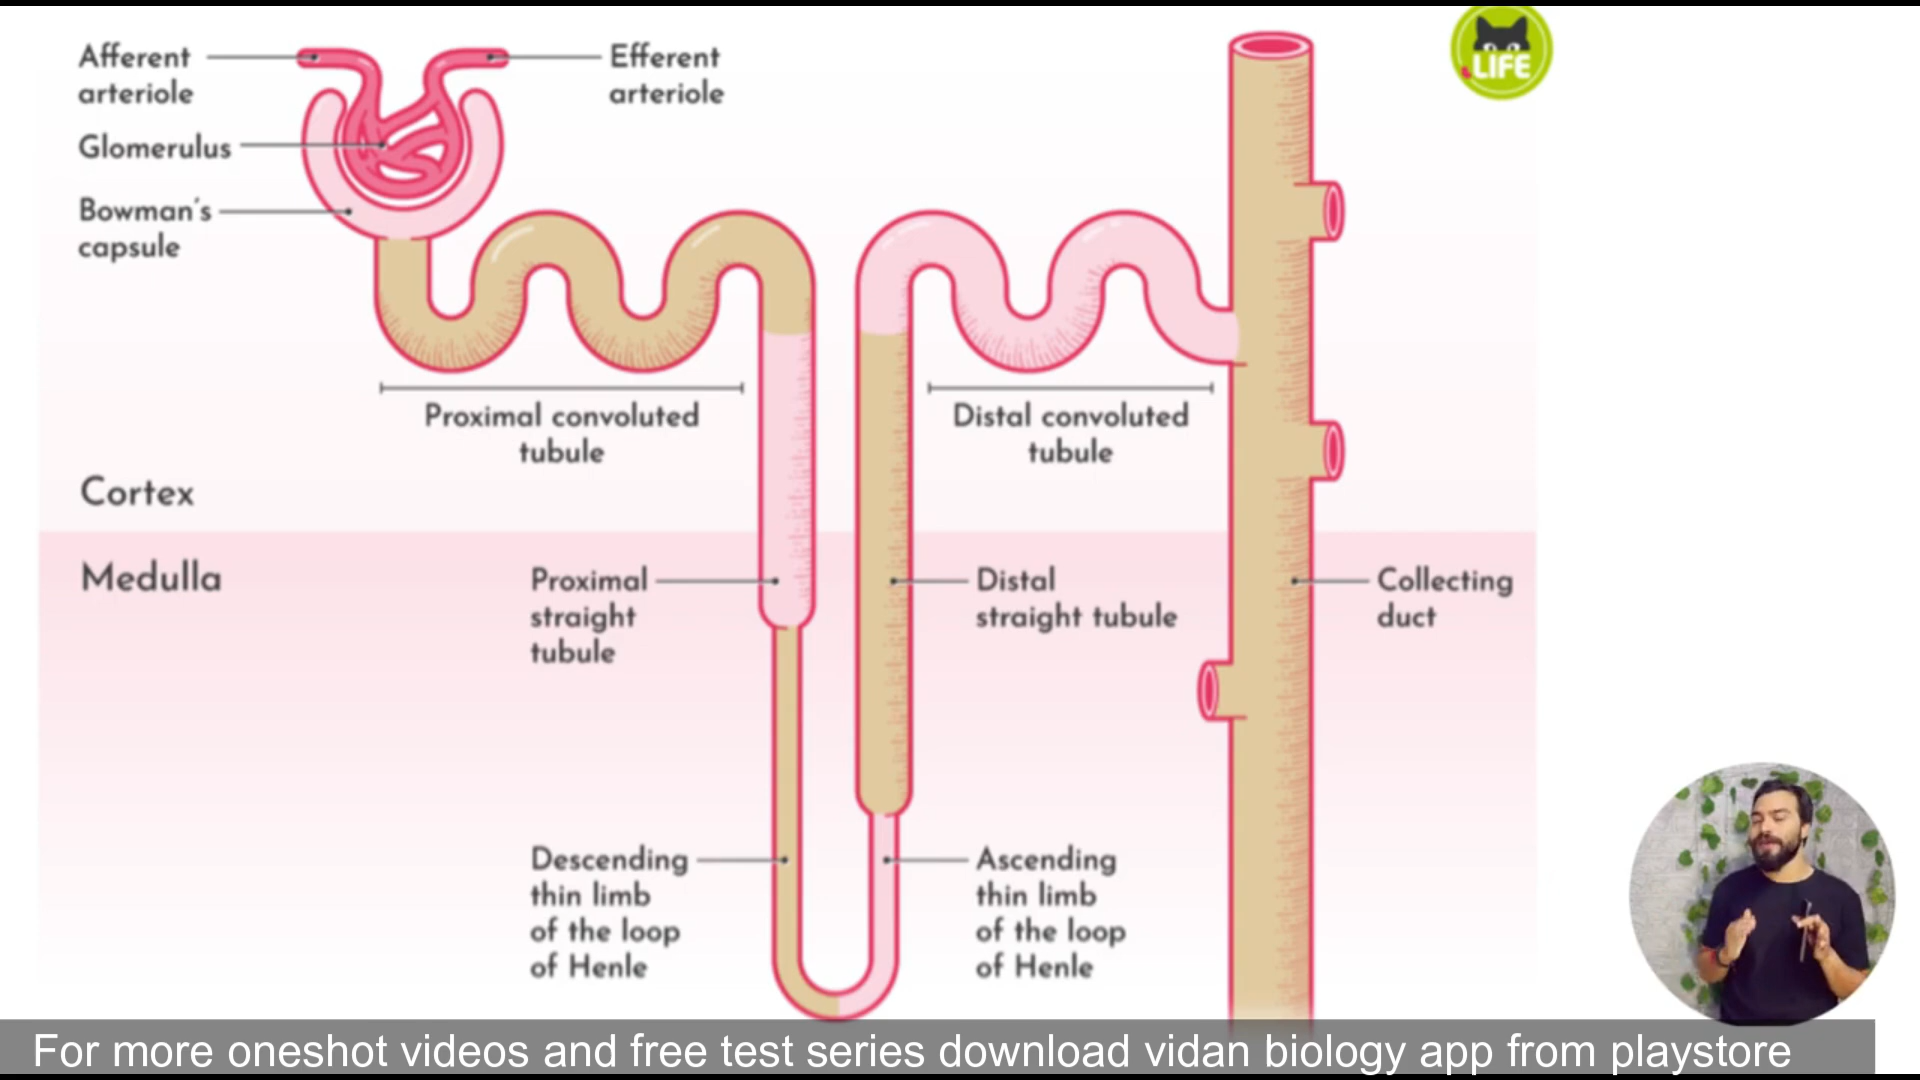 Afferent
arteriole
Efferent
arteriole
Glomerulus
Bowman's
capsule
LIFE
Proximal convoluted
tubule
Distal convoluted
tubule
Cortex
Medulla
Proximal
straight
tubule
Distal
straight tubule
Collecting
duct
Descending
thin limb
of the loop
of Henle
Ascending
thin limb
of the loop
of Henle
For more oneshot videos and free test series download vidan biology app from playstore